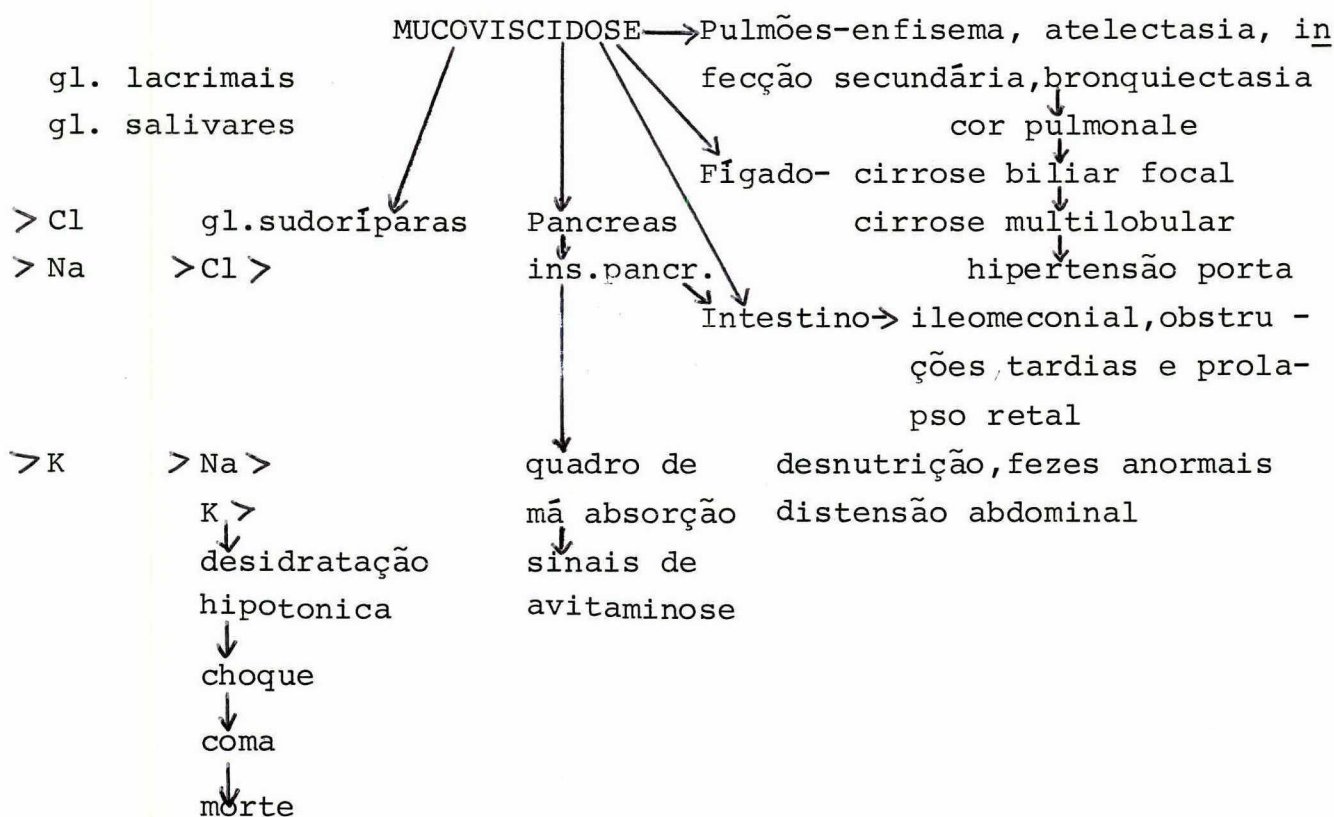 MUCOVISCIDOSE→Pulmões-enfisema, atelectasia, in
gl. lacrimais fecção secundária,bronquiectasia
gl. salivares cor pulmonale
Fígado- cirrose biliar focal
> Cl gl.sudoríparas Pancreas cirrose multilobular
> Na >Cl > ins.pancr. hipertensão porta
Intestino→ ileomeconial,obstru -
ções tardias e prola-
pso retal
>K > Na > quadro de desnutrição,fezes anormais
K > má absorção distensão abdominal
desidratação sinais de
hipotonica avitaminose
choque
coma
morte